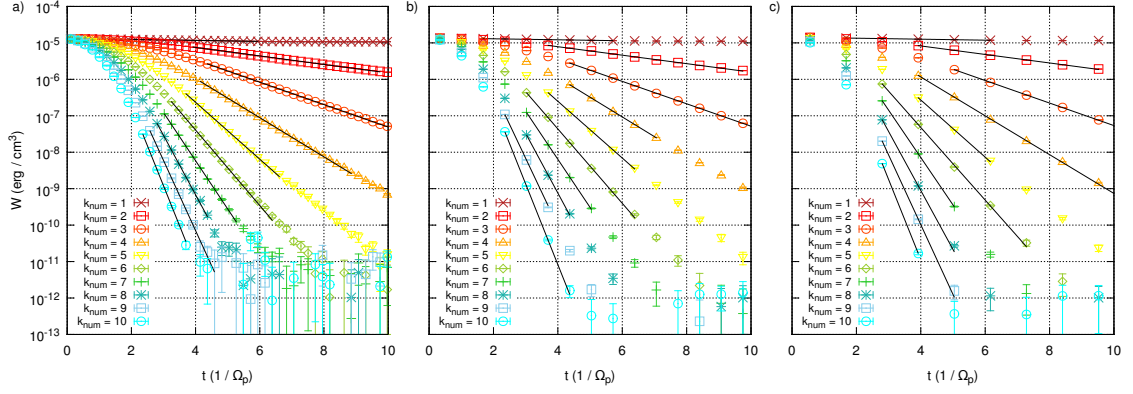 a)
W (erg / cm³)
10⁻⁴
10⁻⁵
10⁻⁶
10⁻⁷
10⁻⁸
10⁻⁹
10⁻¹⁰
10⁻¹¹
10⁻¹²
10⁻¹³
k_num = 1
k_num = 2
k_num = 3
k_num = 4
k_num = 5
k_num = 6
k_num = 7
k_num = 8
k_num = 9
k_num = 10
0 2 4 6 8 10
t (1 / Ω_p)
b)
k_num = 1
k_num = 2
k_num = 3
k_num = 4
k_num = 5
k_num = 6
k_num = 7
k_num = 8
k_num = 9
k_num = 10
0 2 4 6 8 10
t (1 / Ω_p)
c)
k_num = 1
k_num = 2
k_num = 3
k_num = 4
k_num = 5
k_num = 6
k_num = 7
k_num = 8
k_num = 9
k_num = 10
0 2 4 6 8 10
t (1 / Ω_p)